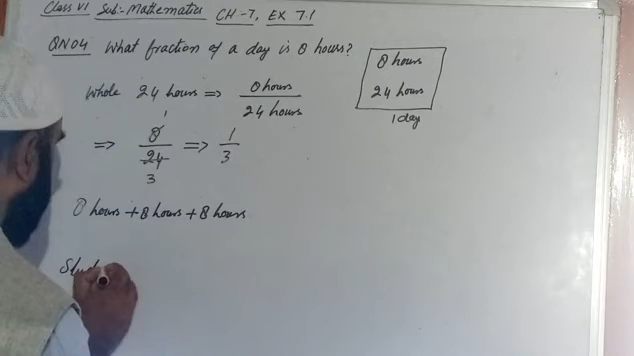 Class VI Sub:- Mathematics CH-7, EX 7.1
QN04 What fraction of a day is 8 hours?
8 hours
24 hours
1 day
Whole 24 hours => 8 hours / 24 hours
1
=> 8/24 => 1/3
3
8 hours + 8 hours + 8 hours
Stud